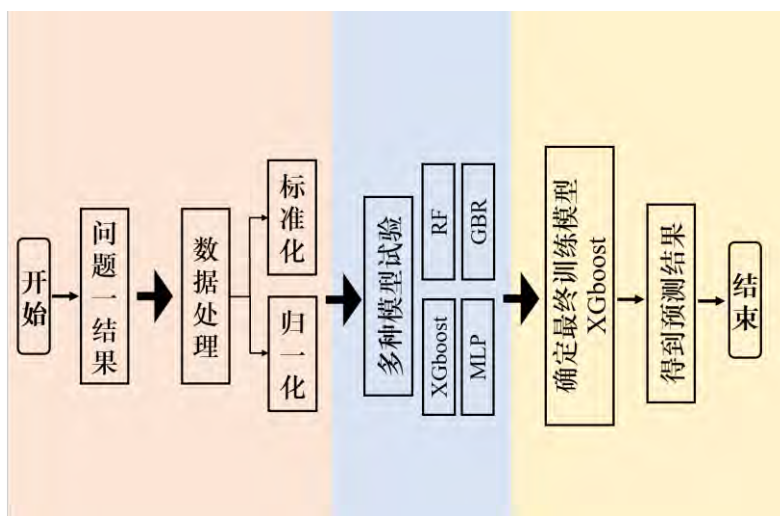 开始
问题一结果
数据处理
归一化
标准化
多种模型试验
XGboost
RF
MLP
GBR
确定最终训练模型
XGboost
得到预测结果
结束